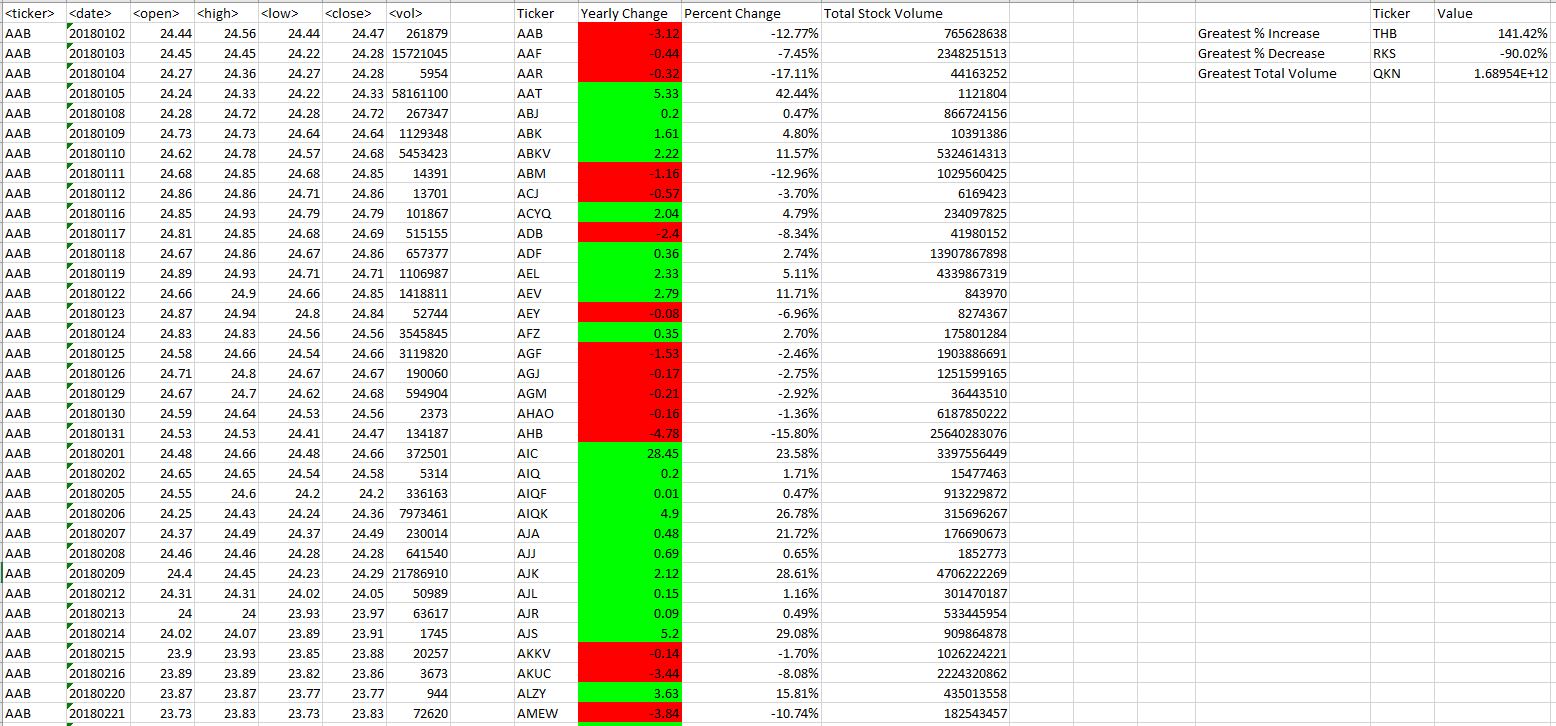 <ticker> <date> <open> <high> <low> <close> <vol> Ticker Yearly Change Percent Change Total Stock Volume Ticker Value
AAB 20180102 24.44 24.56 24.44 24.47 261879 AAB -3.12 -12.77% 765628638 Greatest % Increase THB 141.42%
AAB 20180103 24.45 24.45 24.22 24.28 15721045 AAF -0.44 -7.45% 2348251513 Greatest % Decrease RKS -90.02%
AAB 20180104 24.27 24.36 24.27 24.28 5954 AAR -0.32 -17.11% 44163252 Greatest Total Volume QKN 1.68954E+12
AAB 20180105 24.24 24.33 24.22 24.33 58161100 AAT 5.33 42.44% 1121804
AAB 20180108 24.28 24.72 24.28 24.72 267347 ABJ 0.2 0.47% 866724156
AAB 20180109 24.73 24.73 24.64 24.64 1129348 ABK 1.61 4.80% 10391386
AAB 20180110 24.62 24.78 24.57 24.68 5453423 ABKV 2.22 11.57% 5324614313
AAB 20180111 24.68 24.85 24.68 24.85 14391 ABM -1.16 -12.96% 1029560425
AAB 20180112 24.86 24.86 24.71 24.86 13701 ACJ -0.57 -3.70% 6169423
AAB 20180116 24.85 24.93 24.79 24.79 101867 ACYQ 2.04 4.79% 234097825
AAB 20180117 24.81 24.85 24.68 24.69 515155 ADB -2.4 -8.34% 41980152
AAB 20180118 24.67 24.86 24.67 24.86 657377 ADF 0.36 2.74% 13907867898
AAB 20180119 24.89 24.93 24.71 24.71 1106987 AEL 2.33 5.11% 4339867319
AAB 20180122 24.66 24.9 24.66 24.85 1418811 AEV 2.79 11.71% 843970
AAB 20180123 24.87 24.94 24.8 24.84 52744 AEY -0.08 -6.96% 8274367
AAB 20180124 24.83 24.83 24.56 24.56 3545845 AFZ 0.35 2.70% 175801284
AAB 20180125 24.58 24.66 24.54 24.66 3119820 AGF -1.53 -2.46% 1903886691
AAB 20180126 24.71 24.8 24.67 24.67 190060 AGJ -0.17 -2.75% 1251599165
AAB 20180129 24.67 24.7 24.62 24.68 594904 AGM -0.21 -2.92% 36443510
AAB 20180130 24.59 24.64 24.53 24.56 2373 AHAO -0.16 -1.36% 6187850222
AAB 20180131 24.53 24.53 24.41 24.47 134187 AHB -4.78 -15.80% 25640283076
AAB 20180201 24.48 24.66 24.48 24.66 372501 AIC 28.45 23.58% 3397556449
AAB 20180202 24.65 24.65 24.54 24.58 5314 AIQ 0.2 1.71% 15477463
AAB 20180205 24.55 24.6 24.2 24.2 336163 AIQF 0.01 0.47% 913229872
AAB 20180206 24.25 24.43 24.24 24.36 7973461 AIQK 4.9 26.78% 315696267
AAB 20180207 24.37 24.49 24.37 24.49 230014 AJA 0.48 21.72% 176690673
AAB 20180208 24.46 24.46 24.28 24.28 641540 AJJ 0.69 0.65% 1852773
AAB 20180209 24.4 24.45 24.23 24.29 21786910 AJK 2.12 28.61% 4706222269
AAB 20180212 24.31 24.31 24.02 24.05 50989 AJL 0.15 1.16% 301470187
AAB 20180213 24 24 23.93 23.97 63617 AJR 0.09 0.49% 533445954
AAB 20180214 24.02 24.07 23.89 23.91 1745 AJS 5.2 29.08% 909864878
AAB 20180215 23.9 23.93 23.85 23.88 20257 AKKV -0.14 -1.70% 1026224221
AAB 20180216 23.89 23.89 23.82 23.86 3673 AKUC -3.44 -8.08% 2224320862
AAB 20180220 23.87 23.87 23.77 23.77 944 ALZY 3.63 15.81% 435013558
AAB 20180221 23.73 23.83 23.73 23.83 72620 AMEW -3.84 -10.74% 182543457